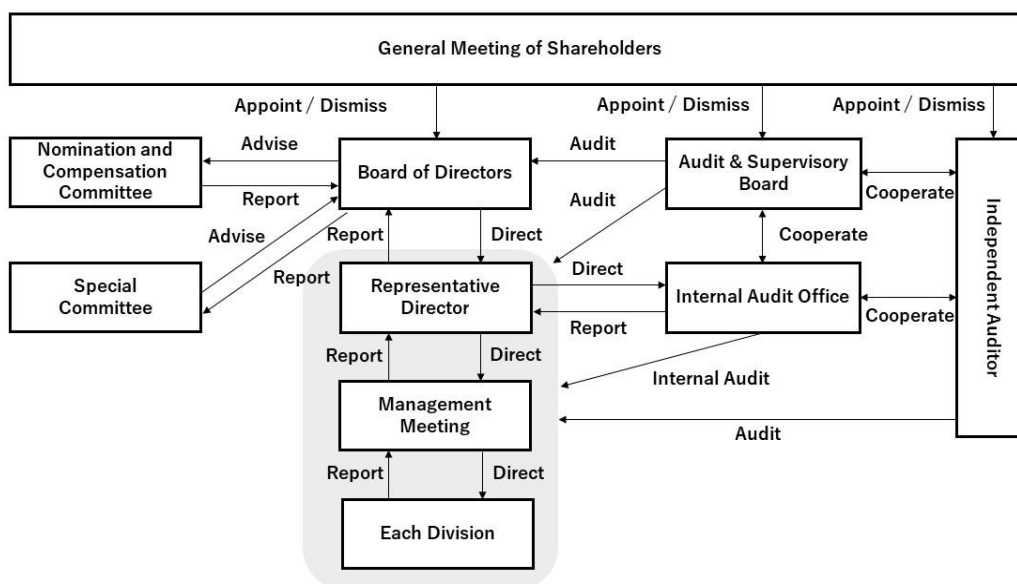 General Meeting of Shareholders
Appoint / Dismiss
Appoint / Dismiss
Appoint / Dismiss
Nomination and
Compensation
Committee
Advise
Report
Board of Directors
Audit
Audit & Supervisory
Board
Cooperate
Independent Auditor
Advise
Report
Report
Direct
Audit
Cooperate
Special
Committee
Representative
Director
Direct
Report
Internal Audit Office
Cooperate
Report
Direct
Internal Audit
Management
Meeting
Audit
Report
Direct
Each Division